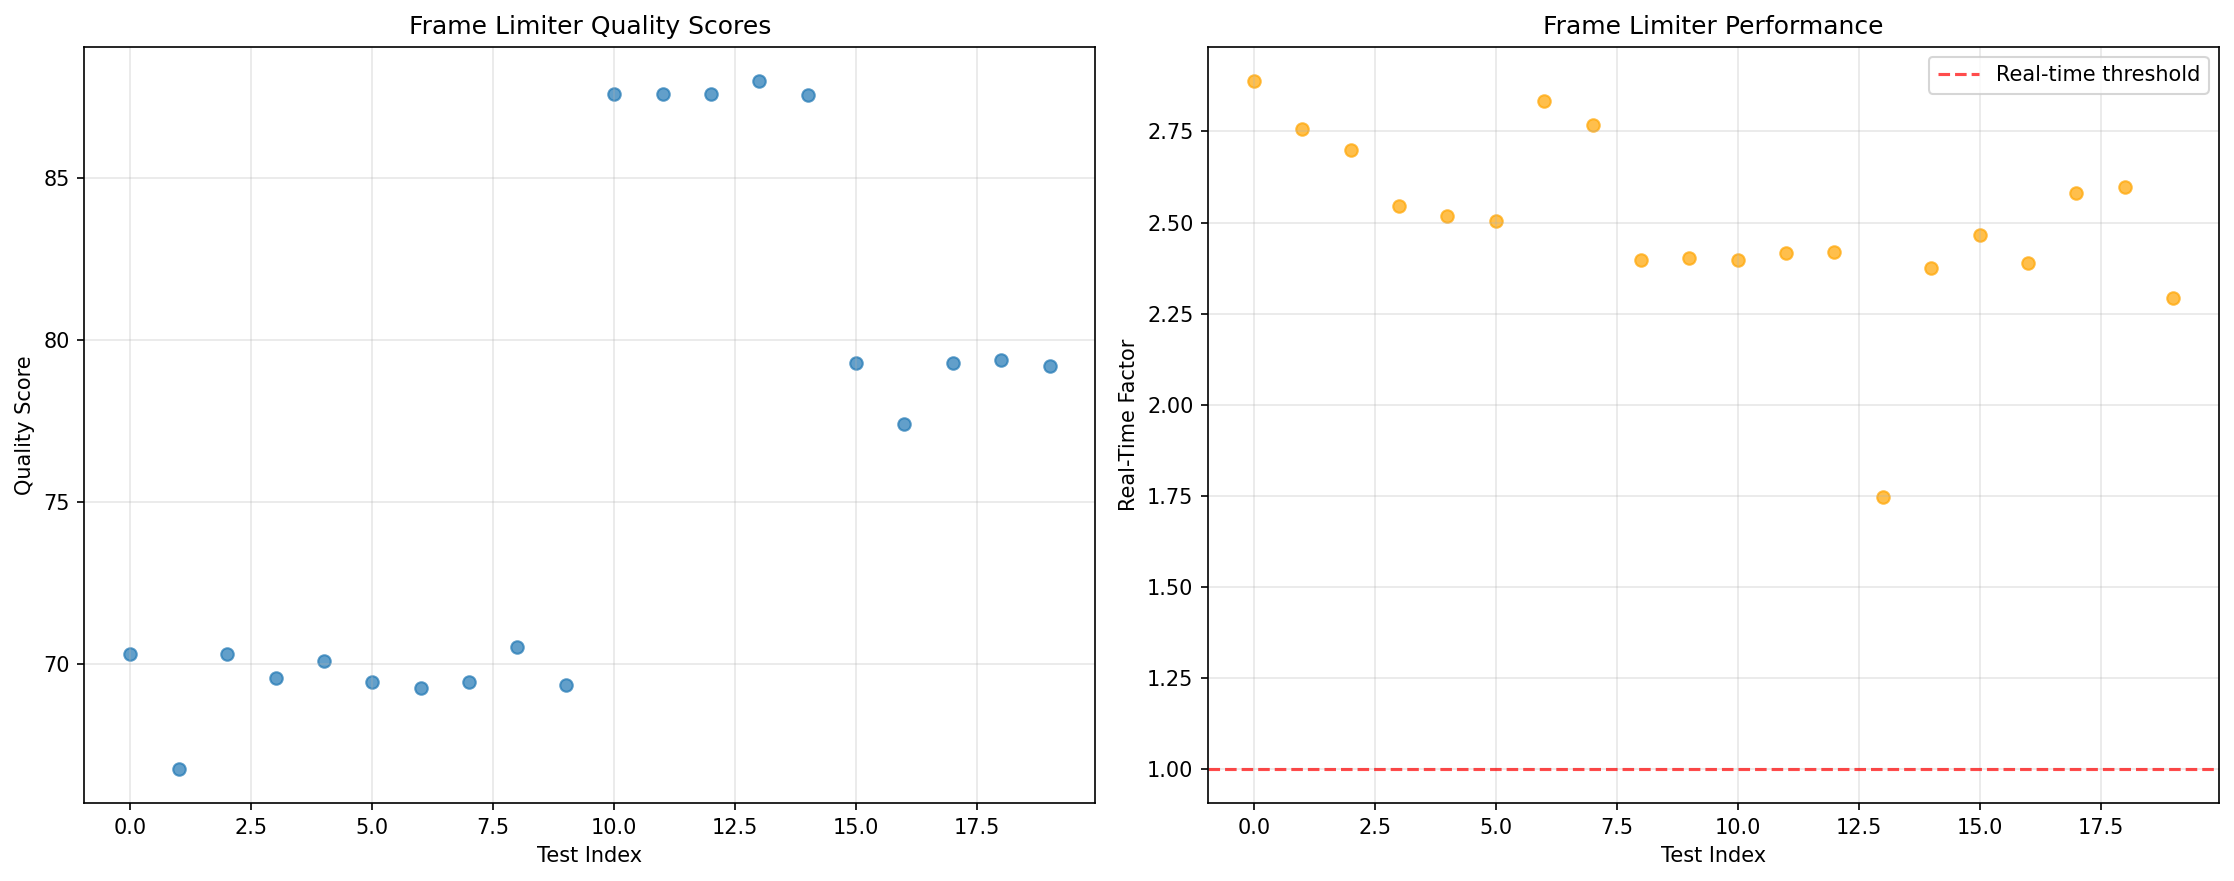 Frame Limiter Quality Scores
85
80
75
70
Quality Score
0.0 2.5 5.0 7.5 10.0 12.5 15.0 17.5
Test Index
Frame Limiter Performance
Real-time threshold
2.75
2.50
2.25
2.00
1.75
1.50
1.25
1.00
Real-Time Factor
0.0 2.5 5.0 7.5 10.0 12.5 15.0 17.5
Test Index